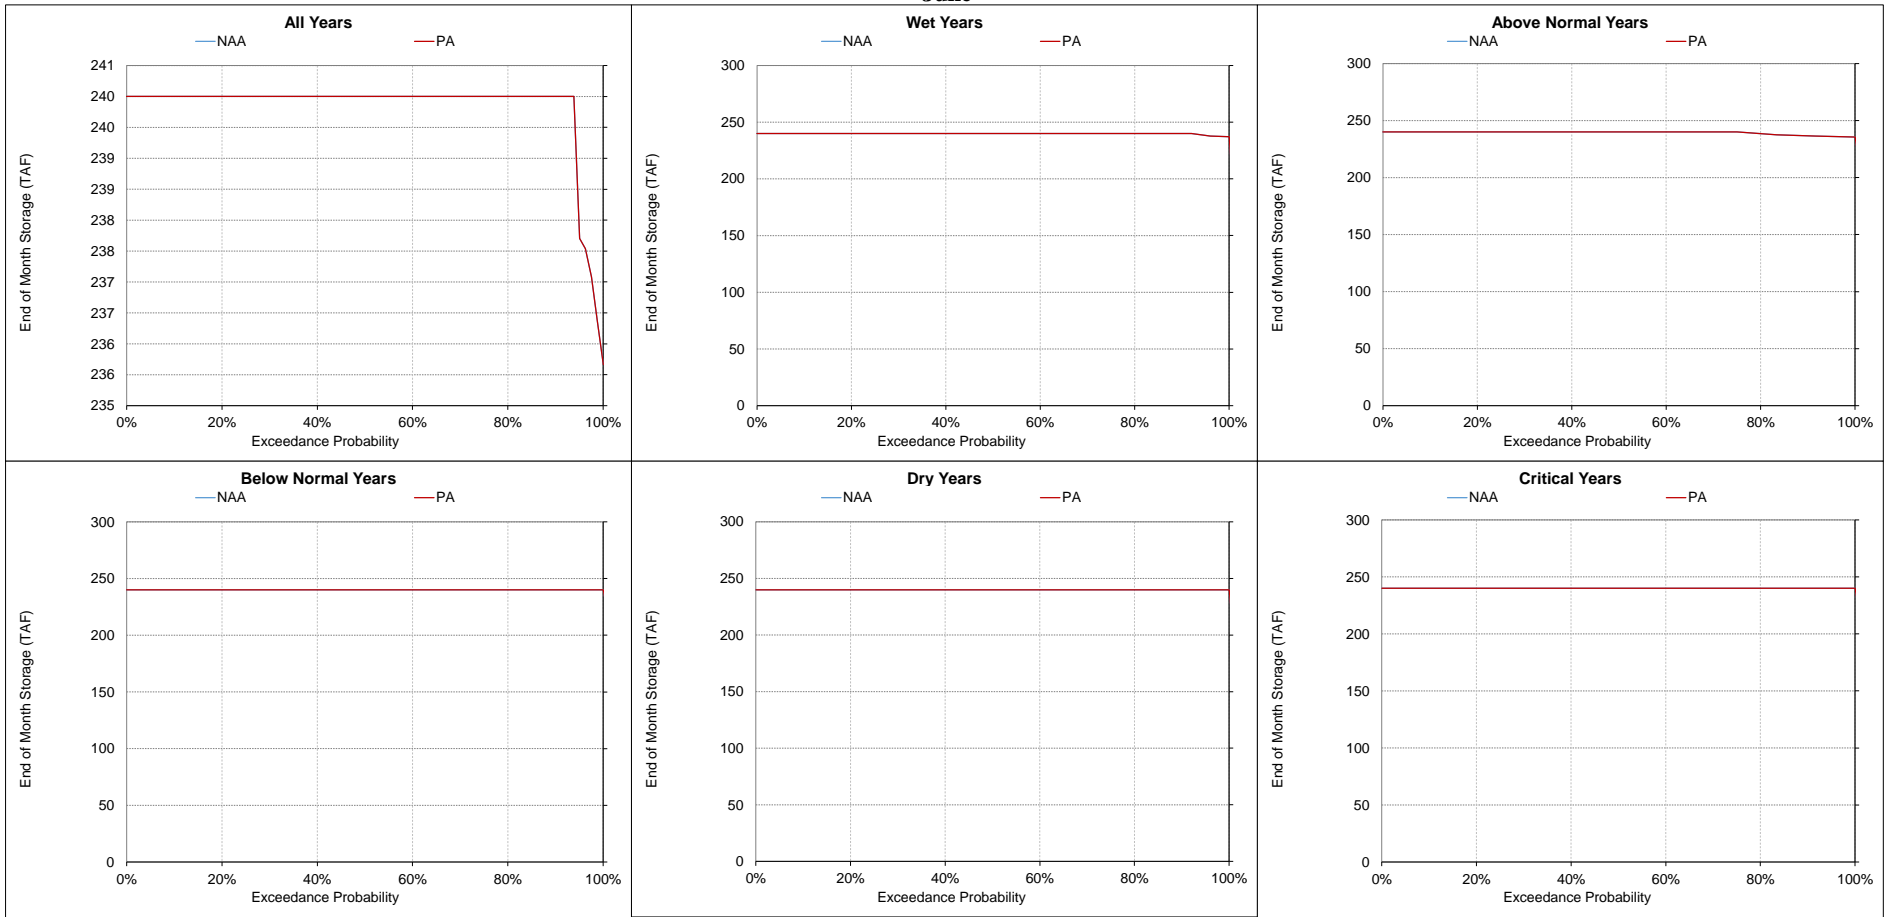 All Years
NAA PA
241
240
240
239
239
238
238
237
237
236
236
235
0% 20% 40% 60% 80% 100%
End of Month Storage (TAF)
Exceedance Probability
Wet Years
NAA PA
300
250
200
150
100
50
0
0% 20% 40% 60% 80% 100%
End of Month Storage (TAF)
Exceedance Probability
Above Normal Years
NAA PA
300
250
200
150
100
50
0
0% 20% 40% 60% 80% 100%
End of Month Storage (TAF)
Exceedance Probability
Below Normal Years
NAA PA
300
250
200
150
100
50
0
0% 20% 40% 60% 80% 100%
End of Month Storage (TAF)
Exceedance Probability
Dry Years
NAA PA
300
250
200
150
100
50
0
0% 20% 40% 60% 80% 100%
End of Month Storage (TAF)
Exceedance Probability
Critical Years
NAA PA
300
250
200
150
100
50
0
0% 20% 40% 60% 80% 100%
End of Month Storage (TAF)
Exceedance Probability